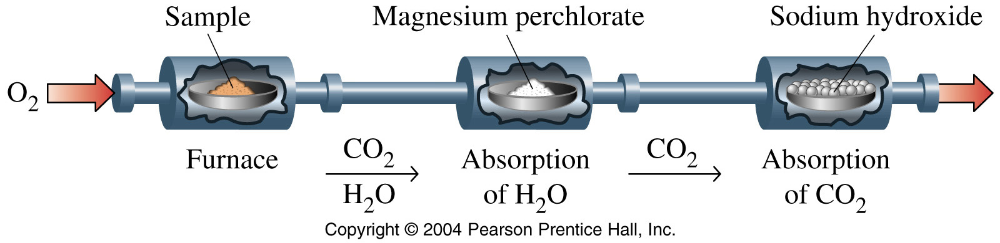 Sample
Magnesium perchlorate
Sodium hydroxide
O₂
Furnace
CO₂
H₂O
Absorption
of H₂O
CO₂
Absorption
of CO₂
Copyright © 2004 Pearson Prentice Hall, Inc.